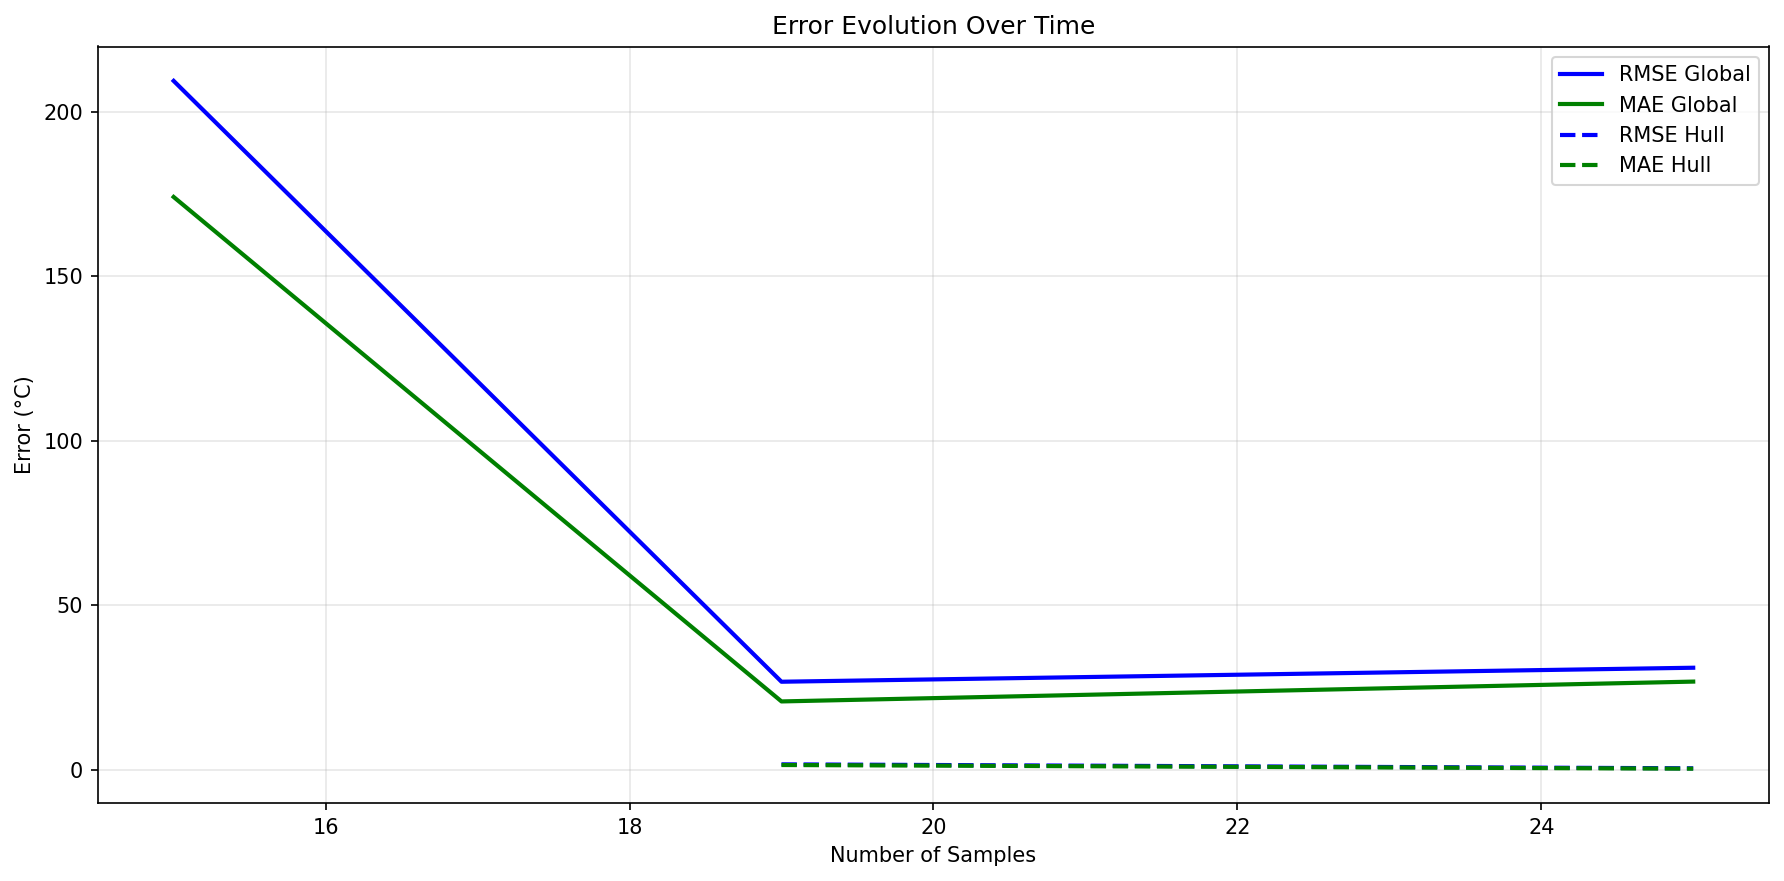 Error Evolution Over Time
RMSE Global
MAE Global
RMSE Hull
MAE Hull
200
150
100
50
0
Error (°C)
16 18 20 22 24
Number of Samples